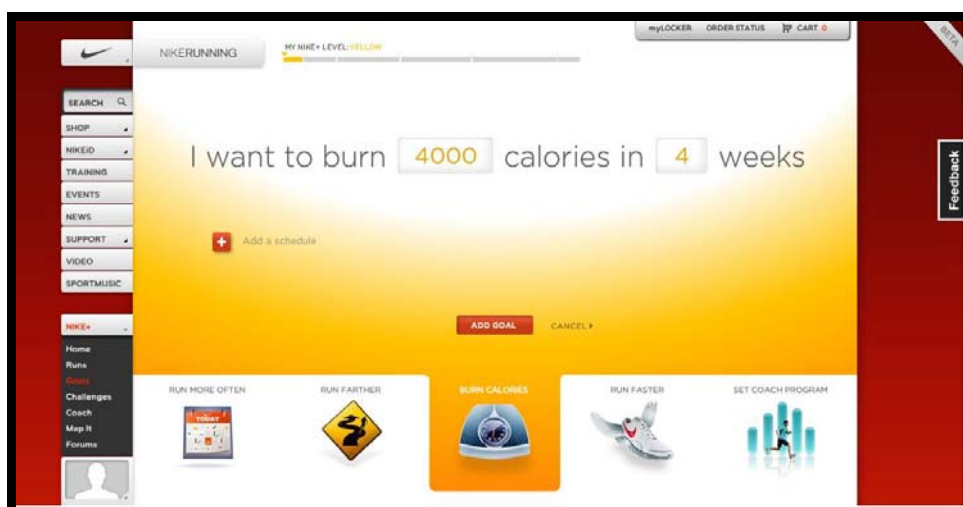 myLOCKER ORDER STATUS CART 0
BETA
NIKERUNNING
MY NIKE+ LEVEL: YELLOW
SEARCH
SHOP
NIKEiD
TRAINING
EVENTS
NEWS
SUPPORT
VIDEO
SPORTMUSIC
I want to burn 4000 calories in 4 weeks
Add a schedule
ADD GOAL CANCEL
Feedback
NIKE+
Home
Runs
Goals
Challenges
Coach
Map It
Forums
RUN MORE OFTEN RUN FARTHER BURN CALORIES RUN FASTER SET COACH PROGRAM
TODAY